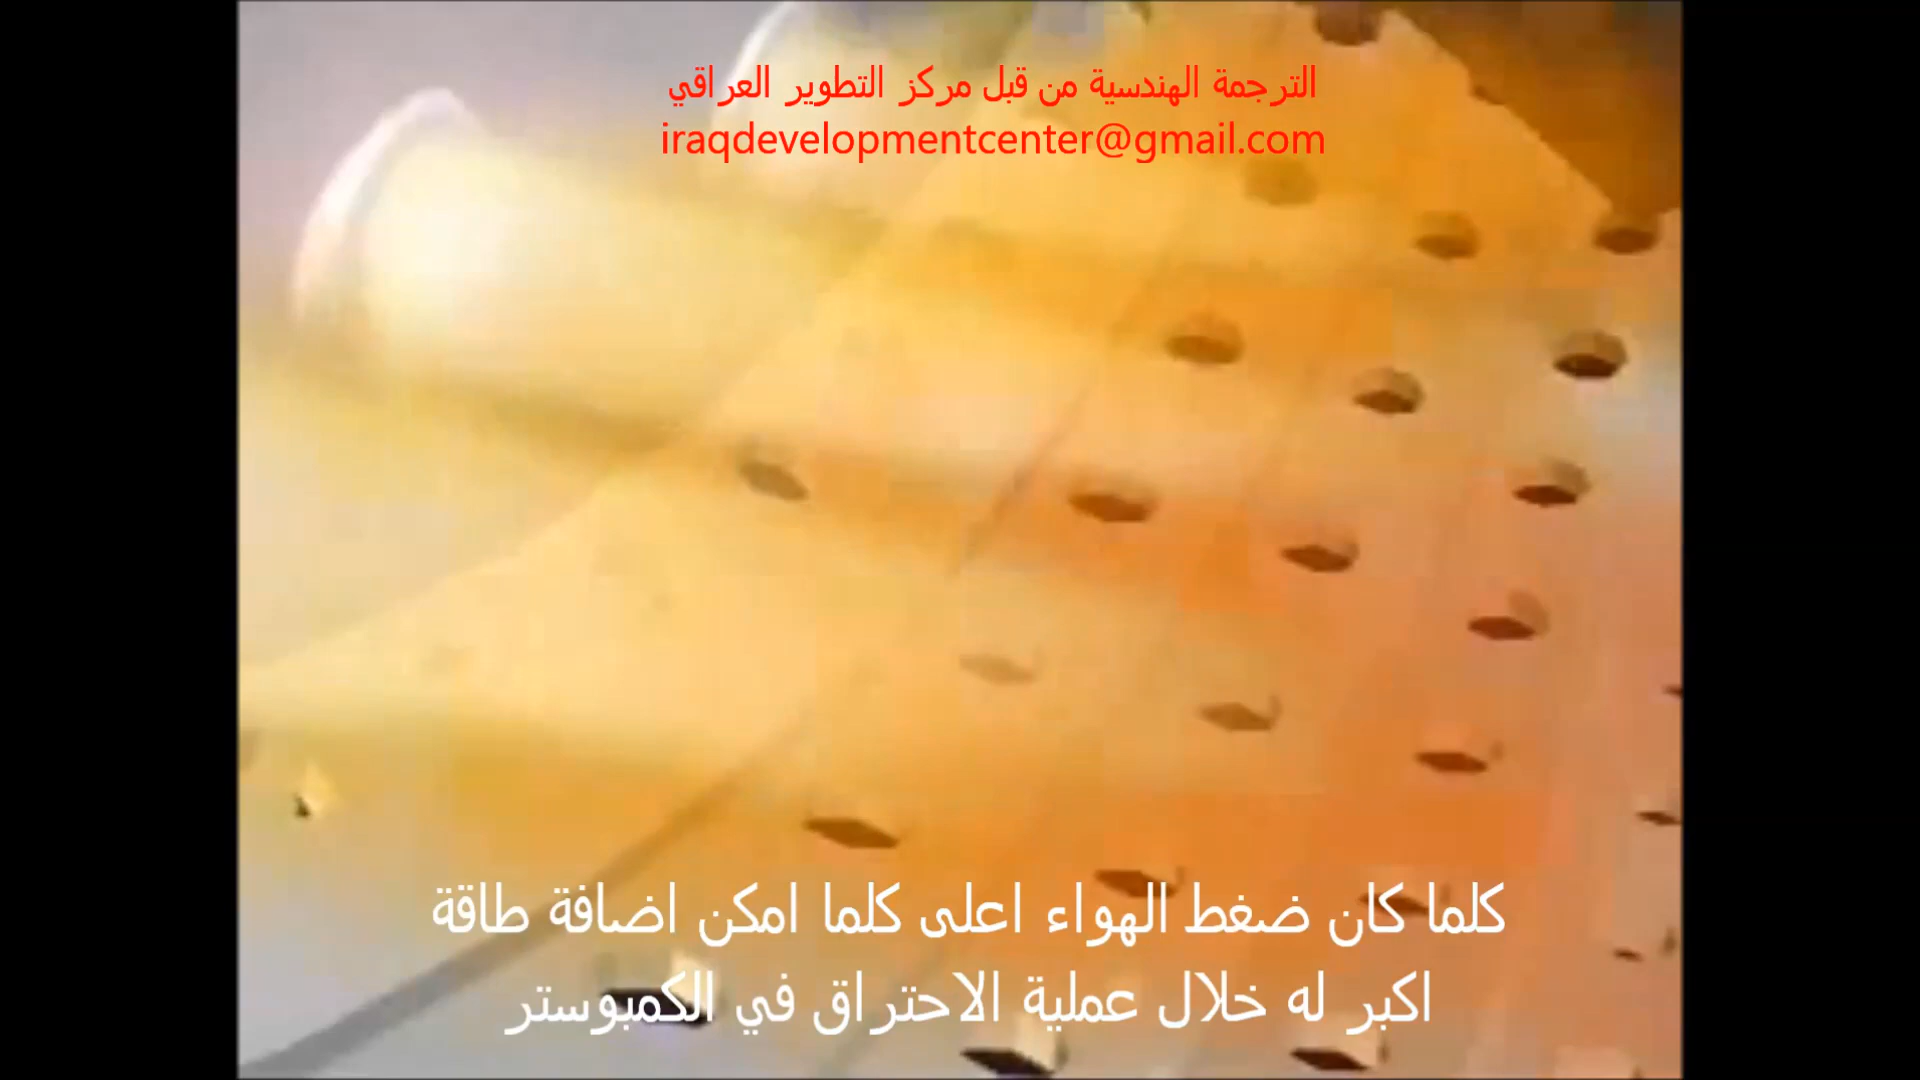 الترجمة الهندسية من قبل مركز التطوير العراقي
iraqdevelopmentcenter@gmail.com
كلما كان ضغط الهواء اعلى كلما امكن اضافة طاقة
اكبر له خلال عملية الاحتراق في الكمبوستر